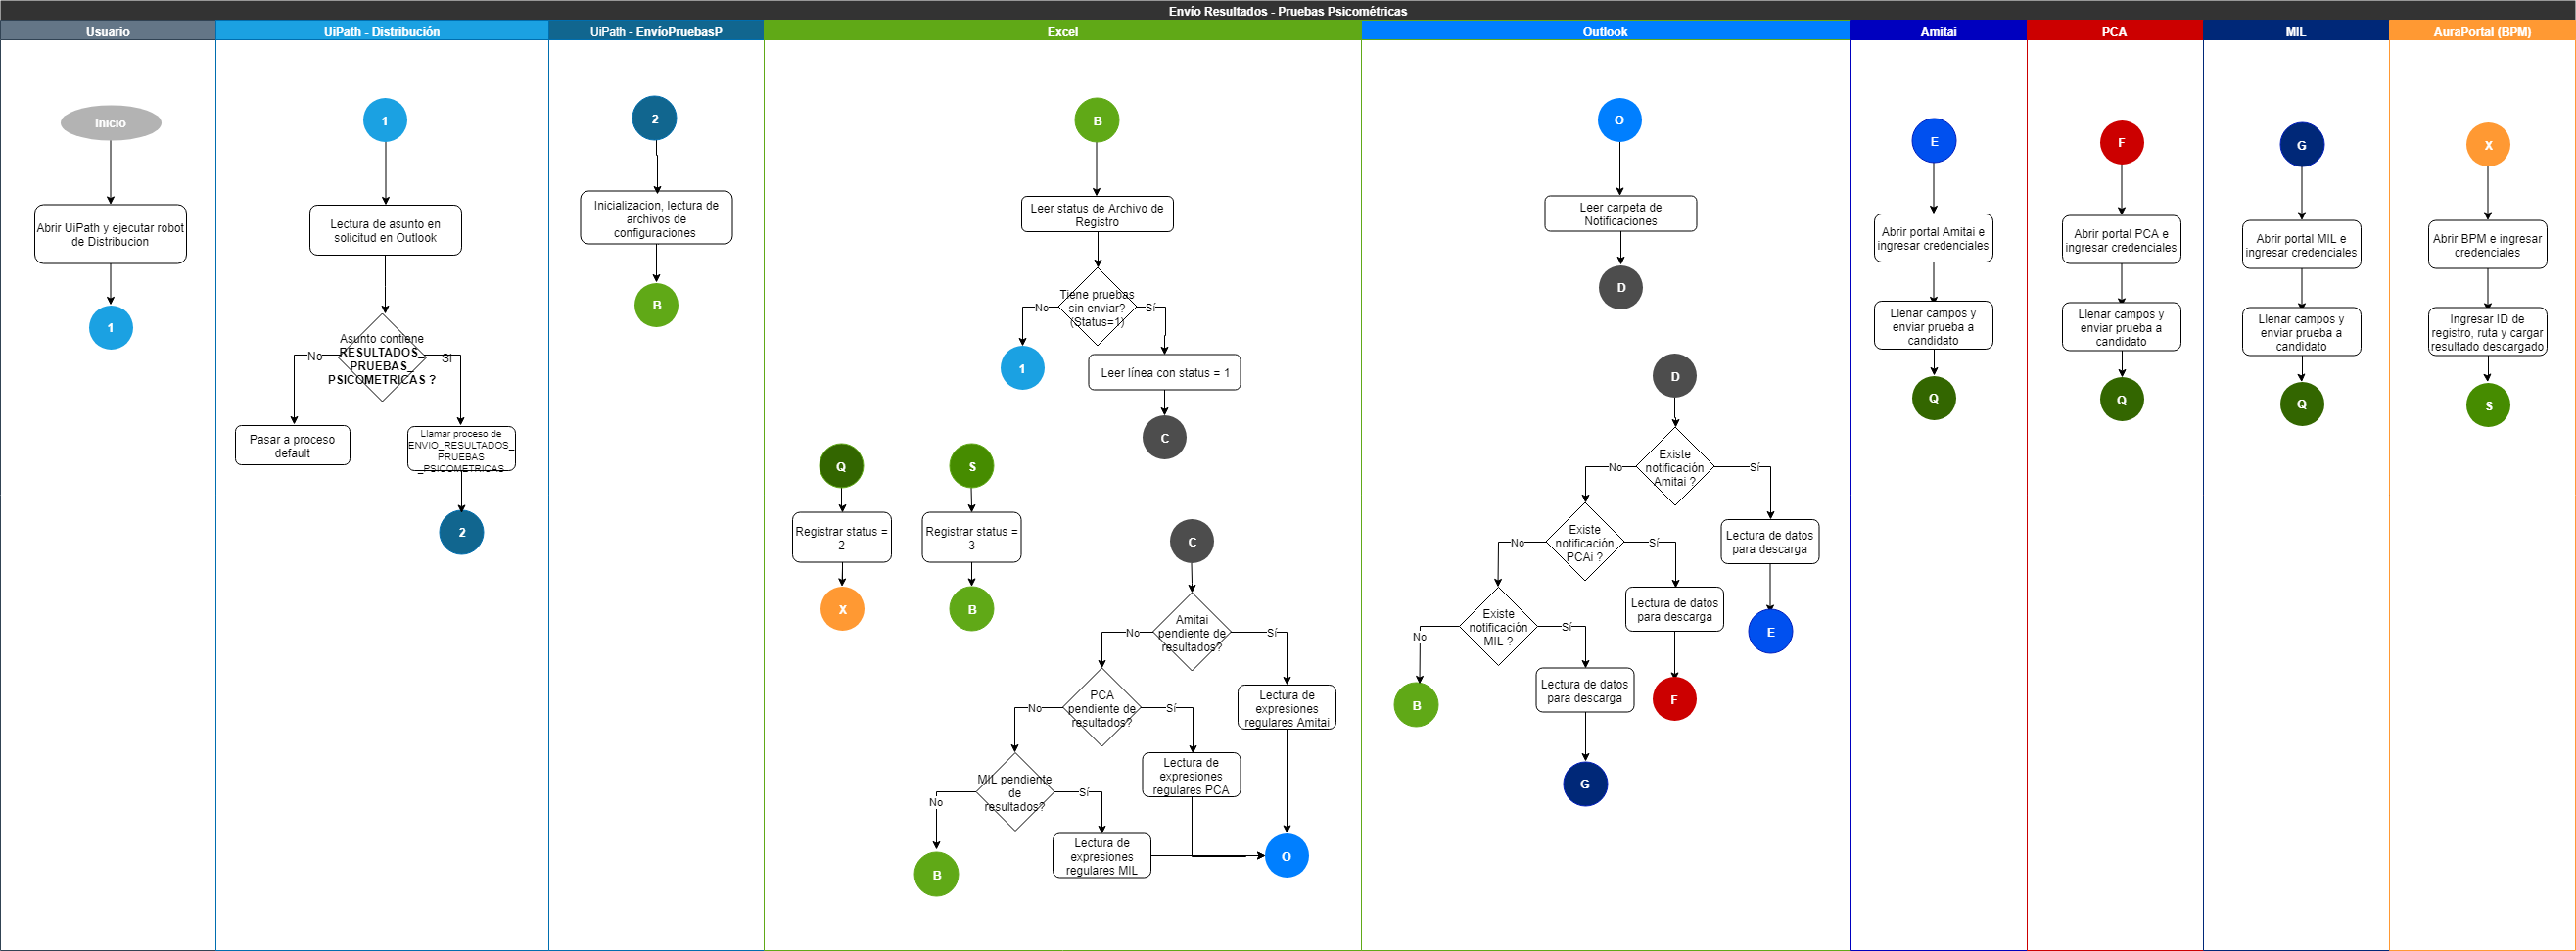 Envío Resultados - Pruebas Psicométricas
Usuario
UiPath - Distribución
UiPath - EnvíoPruebasP
Excel
Outlook
Amitai
PCA
MIL
AuraPortal (BPM)
Inicio
Abrir UiPath y ejecutar robot
de Distribucion
1
1
Lectura de asunto en
solicitud en Outlook
Asunto contiene
RESULTADOS_
PRUEBAS_
PSICOMETRICAS ?
No
Sí
Pasar a proceso
default
Llamar proceso de
ENVIO_RESULTADOS_
PRUEBAS
_PSICOMETRICAS
2
2
Inicializacion, lectura de
archivos de
configuraciones
B
B
Leer status de Archivo de
Registro
Tiene pruebas
sin enviar?
(Status=1)
No
Sí
1
Leer línea con status = 1
C
Q
Registrar status =
2
X
S
Registrar status =
3
B
C
Amitai
pendiente de
resultados?
No
Sí
PCA
pendiente de
resultados?
No
Sí
Lectura de
expresiones
regulares Amitai
MIL pendiente
de
resultados?
No
Sí
Lectura de
expresiones
regulares PCA
B
Lectura de
expresiones
regulares MIL
O
O
Leer carpeta de
Notificaciones
D
D
Existe
notificación
Amitai ?
No
Sí
Existe
notificación
PCAi ?
No
Sí
Lectura de datos
para descarga
E
Existe
notificación
MIL ?
No
Sí
Lectura de datos
para descarga
F
B
Lectura de datos
para descarga
G
E
Abrir portal Amitai e
ingresar credenciales
Llenar campos y
enviar prueba a
candidato
Q
F
Abrir portal PCA e
ingresar credenciales
Llenar campos y
enviar prueba a
candidato
Q
G
Abrir portal MIL e
ingresar credenciales
Llenar campos y
enviar prueba a
candidato
Q
X
Abrir BPM e ingresar
credenciales
Ingresar ID de
registro, ruta y cargar
resultado descargado
S